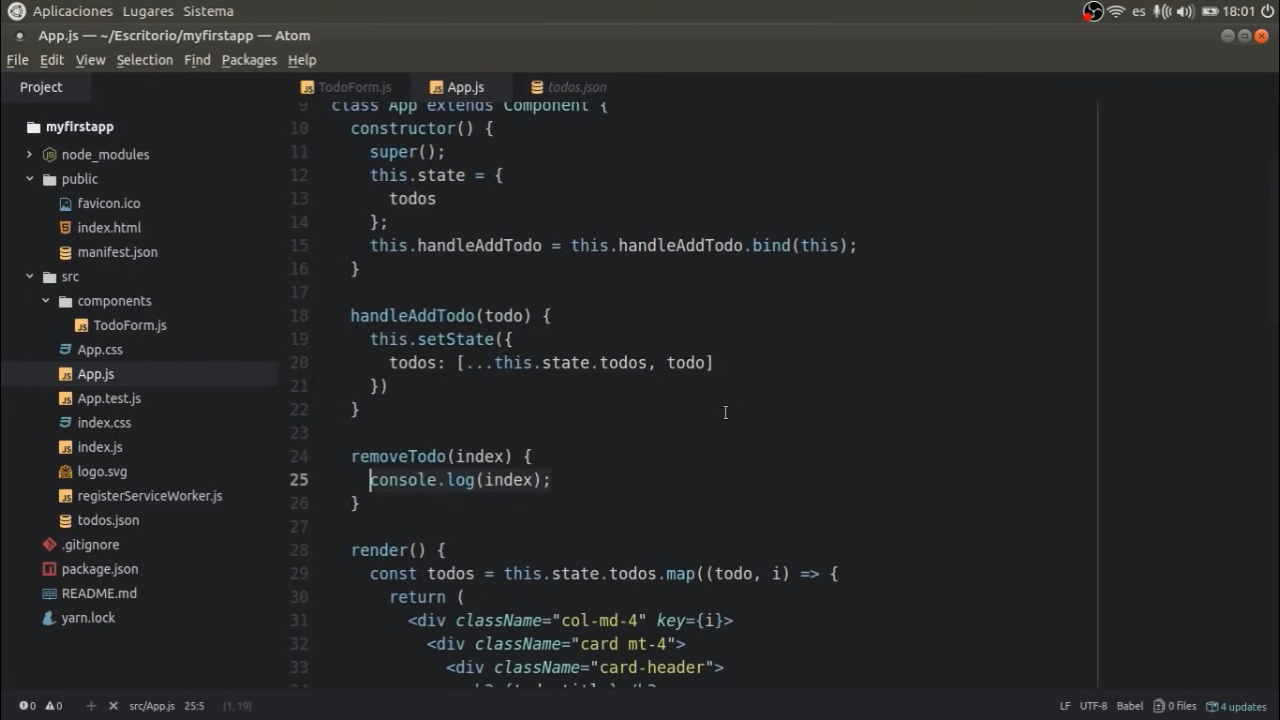 Aplicaciones Lugares Sistema es 18:01
App.js — ~/Escritorio/myfirstapp — Atom
File Edit View Selection Find Packages Help
Project
myfirstapp
node_modules
public
favicon.ico
index.html
manifest.json
src
components
TodoForm.js
App.css
App.js
App.test.js
index.css
index.js
logo.svg
registerServiceWorker.js
todos.json
.gitignore
package.json
README.md
yarn.lock
TodoForm.js App.js todos.json
9 class App extends Component {
10 constructor() {
11 super();
12 this.state = {
13 todos
14 };
15 this.handleAddTodo = this.handleAddTodo.bind(this);
16 }
17
18 handleAddTodo(todo) {
19 this.setState({
20 todos: [...this.state.todos, todo]
21 })
22 }
23
24 removeTodo(index) {
25 console.log(index);
26 }
27
28 render() {
29 const todos = this.state.todos.map((todo, i) => {
30 return (
31 <div className="col-md-4" key={i}>
32 <div className="card mt-4">
33 <div className="card-header">
0 0 + × src/App.js 25:5 (1, 19) LF UTF-8 Babel 0 files 4 updates